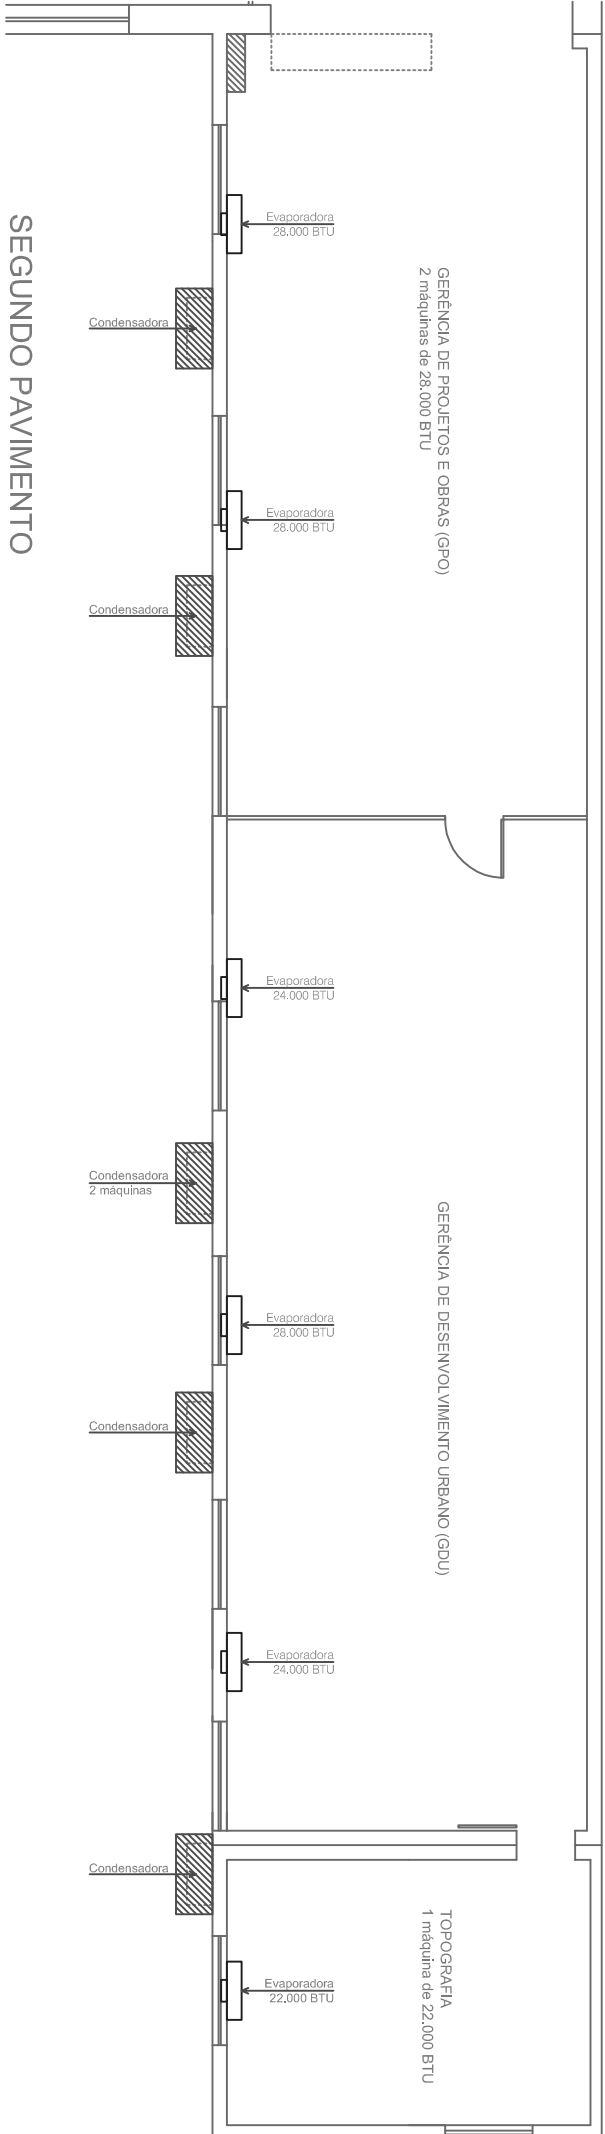 SEGUNDO PAVIMENTO
Evaporadora
28.000 BTU
GERÊNCIA DE PROJETOS E OBRAS (GPO)
2 máquinas de 28.000 BTU
Condensadora
Evaporadora
28.000 BTU
Condensadora
Evaporadora
24.000 BTU
Condensadora
2 máquinas
GERÊNCIA DE DESENVOLVIMENTO URBANO (GDU)
Evaporadora
28.000 BTU
Condensadora
Evaporadora
24.000 BTU
Condensadora
TOPOGRAFIA
1 máquina de 22.000 BTU
Evaporadora
22.000 BTU